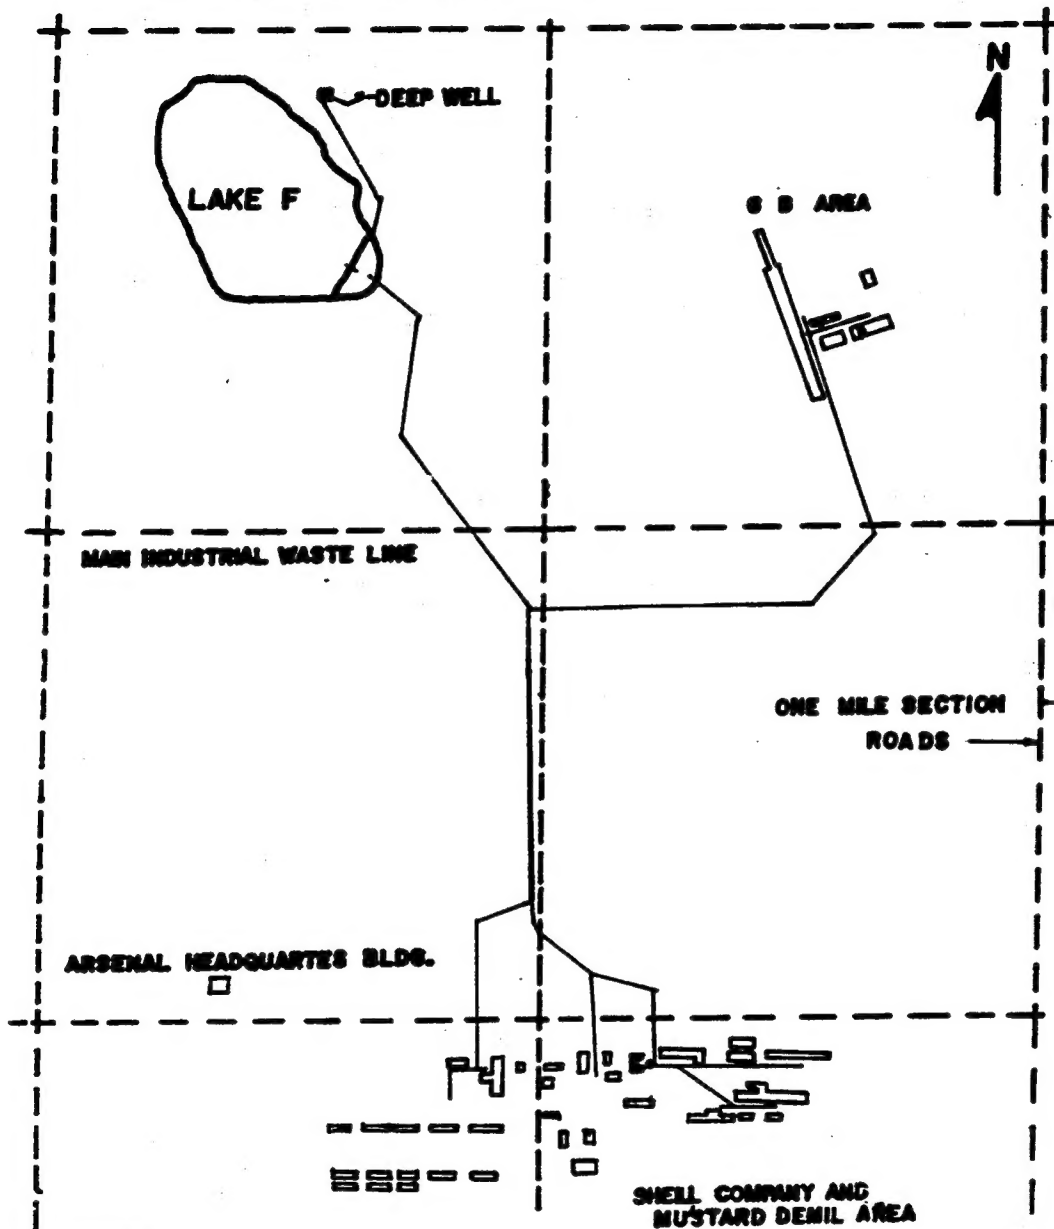 N
DEEP WELL
LAKE F
G B AREA
MAIN INDUSTRIAL WASTE LINE
ONE MILE SECTION
ROADS
ARSENAL HEADQUARTES BLDG.
SHELL COMPANY AND
MUSTARD DEMIL AREA